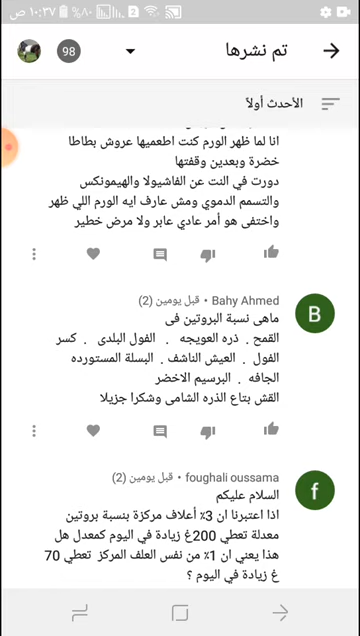 ١٠:٣٧ ص
٨٠٪
تم نشرها
98
الأحدث أولاً
انا لما ظهر الورم كنت اطعميها عروش بطاطا
خضرة وبعدين وقفتها
دورت في النت عن الفاشيولا والهيمونكس
والتسمم الدموي ومش عارف ايه الورم اللي ظهر
واختفى هو أمر عادي عابر ولا مرض خطير
B
Bahy Ahmed • قبل يومين (2)
ماهى نسبة البروتين فى
القمح . ذره العويجه . الفول البلدى . كسر
الفول . العيش الناشف . البسلة المستورده
الجافه . البرسيم الاخضر
القش بتاع الذره الشامى وشكرا جزيلا
f
foughali oussama • قبل يومين (2)
السلام عليكم
اذا اعتبرنا ان 3٪ أعلاف مركزة بنسبة بروتين
معدلة تعطي 200غ زيادة في اليوم كمعدل هل
هذا يعني ان 1٪ من نفس العلف المركز تعطي 70
غ زيادة في اليوم ؟